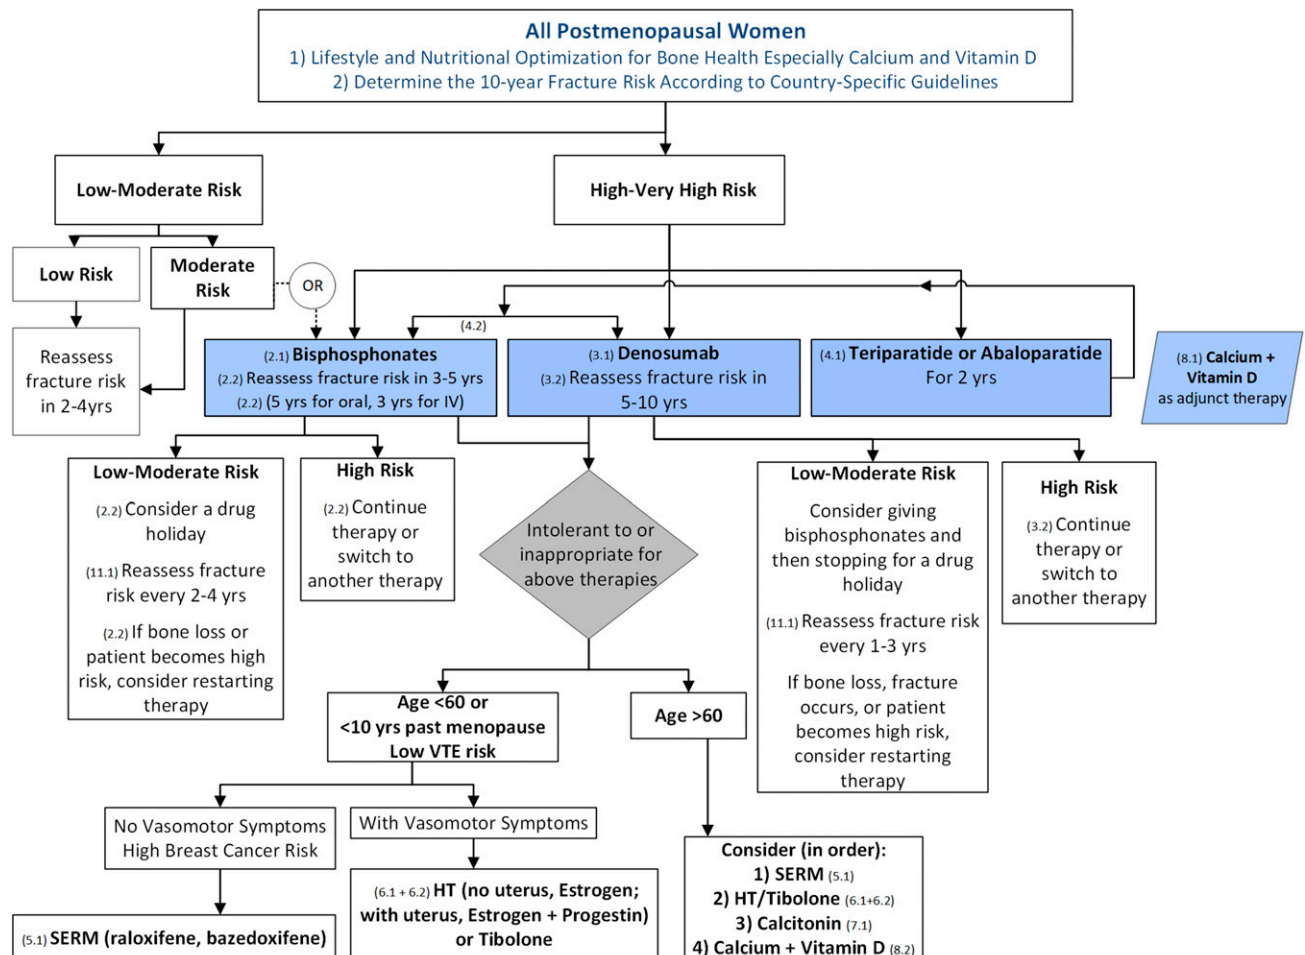 All Postmenopausal Women
1) Lifestyle and Nutritional Optimization for Bone Health Especially Calcium and Vitamin D
2) Determine the 10-year Fracture Risk According to Country-Specific Guidelines
Low-Moderate Risk
High-Very High Risk
Low Risk
Moderate
Risk
OR
Reassess
fracture risk
in 2-4yrs
(4.2)
(2.1) Bisphosphonates
(2.2) Reassess fracture risk in 3-5 yrs
(2.2) (5 yrs for oral, 3 yrs for IV)
(3.1) Denosumab
(3.2) Reassess fracture risk in
5-10 yrs
(4.1) Teriparatide or Abaloparatide
For 2 yrs
(8.1) Calcium +
Vitamin D
as adjunct therapy
Low-Moderate Risk
(2.2) Consider a drug
holiday
(11.1) Reassess fracture
risk every 2-4 yrs
(2.2) If bone loss or
patient becomes high
risk, consider restarting
therapy
High Risk
(2.2) Continue
therapy or
switch to
another therapy
Intolerant to or
inappropriate for
above therapies
Low-Moderate Risk
Consider giving
bisphosphonates and
then stopping for a drug
holiday
(11.1) Reassess fracture risk
every 1-3 yrs
If bone loss, fracture
occurs, or patient
becomes high risk,
consider restarting
therapy
High Risk
(3.2) Continue
therapy or
switch to
another therapy
Age <60 or
<10 yrs past menopause
Low VTE risk
Age >60
No Vasomotor Symptoms
High Breast Cancer Risk
With Vasomotor Symptoms
(5.1) SERM (raloxifene, bazedoxifene)
(6.1 + 6.2) HT (no uterus, Estrogen;
with uterus, Estrogen + Progestin)
or Tibolone
Consider (in order):
1) SERM (5.1)
2) HT/Tibolone (6.1+6.2)
3) Calcitonin (7.1)
4) Calcium + Vitamin D (8.2)